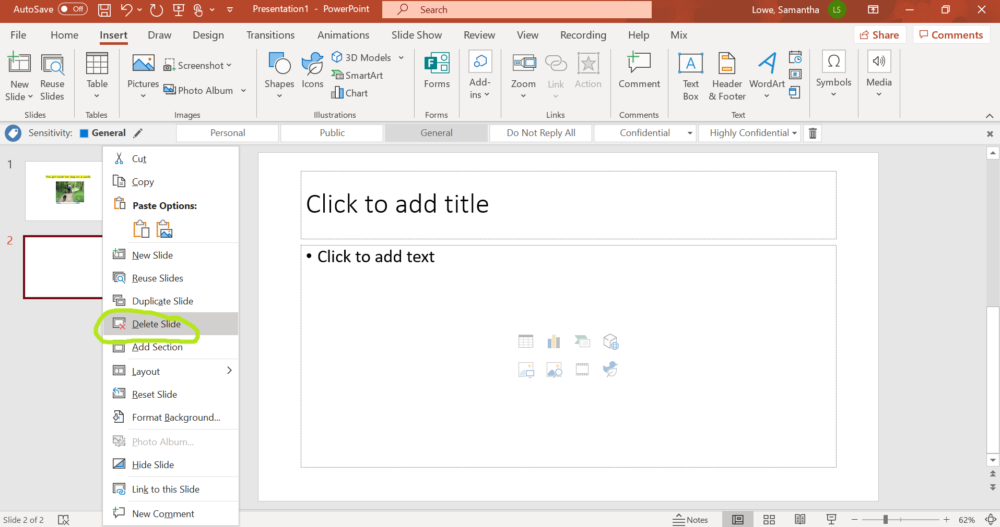 AutoSave Off Presentation1 - PowerPoint Search Lowe, Samantha LS
File Home Insert Draw Design Transitions Animations Slide Show Review View Recording Help Mix Share Comments
New Slide
Reuse Slides
Slides
Table
Tables
Pictures
Screenshot
Photo Album
Images
Shapes
Icons
3D Models
SmartArt
Chart
Illustrations
Forms
Forms
Add-ins
Zoom
Link
Action
Links
Comment
Comments
Text Box
Header & Footer
WordArt
Text
Symbols
Media
Sensitivity: General Personal Public General Do Not Reply All Confidential Highly Confidential
1
The girl took her dog on a walk.
2
Cut
Copy
Paste Options:
New Slide
Reuse Slides
Duplicate Slide
Delete Slide
Add Section
Layout
Reset Slide
Format Background...
Photo Album...
Hide Slide
Link to this Slide
New Comment
Click to add title
• Click to add text
Slide 2 of 2 Notes 62%